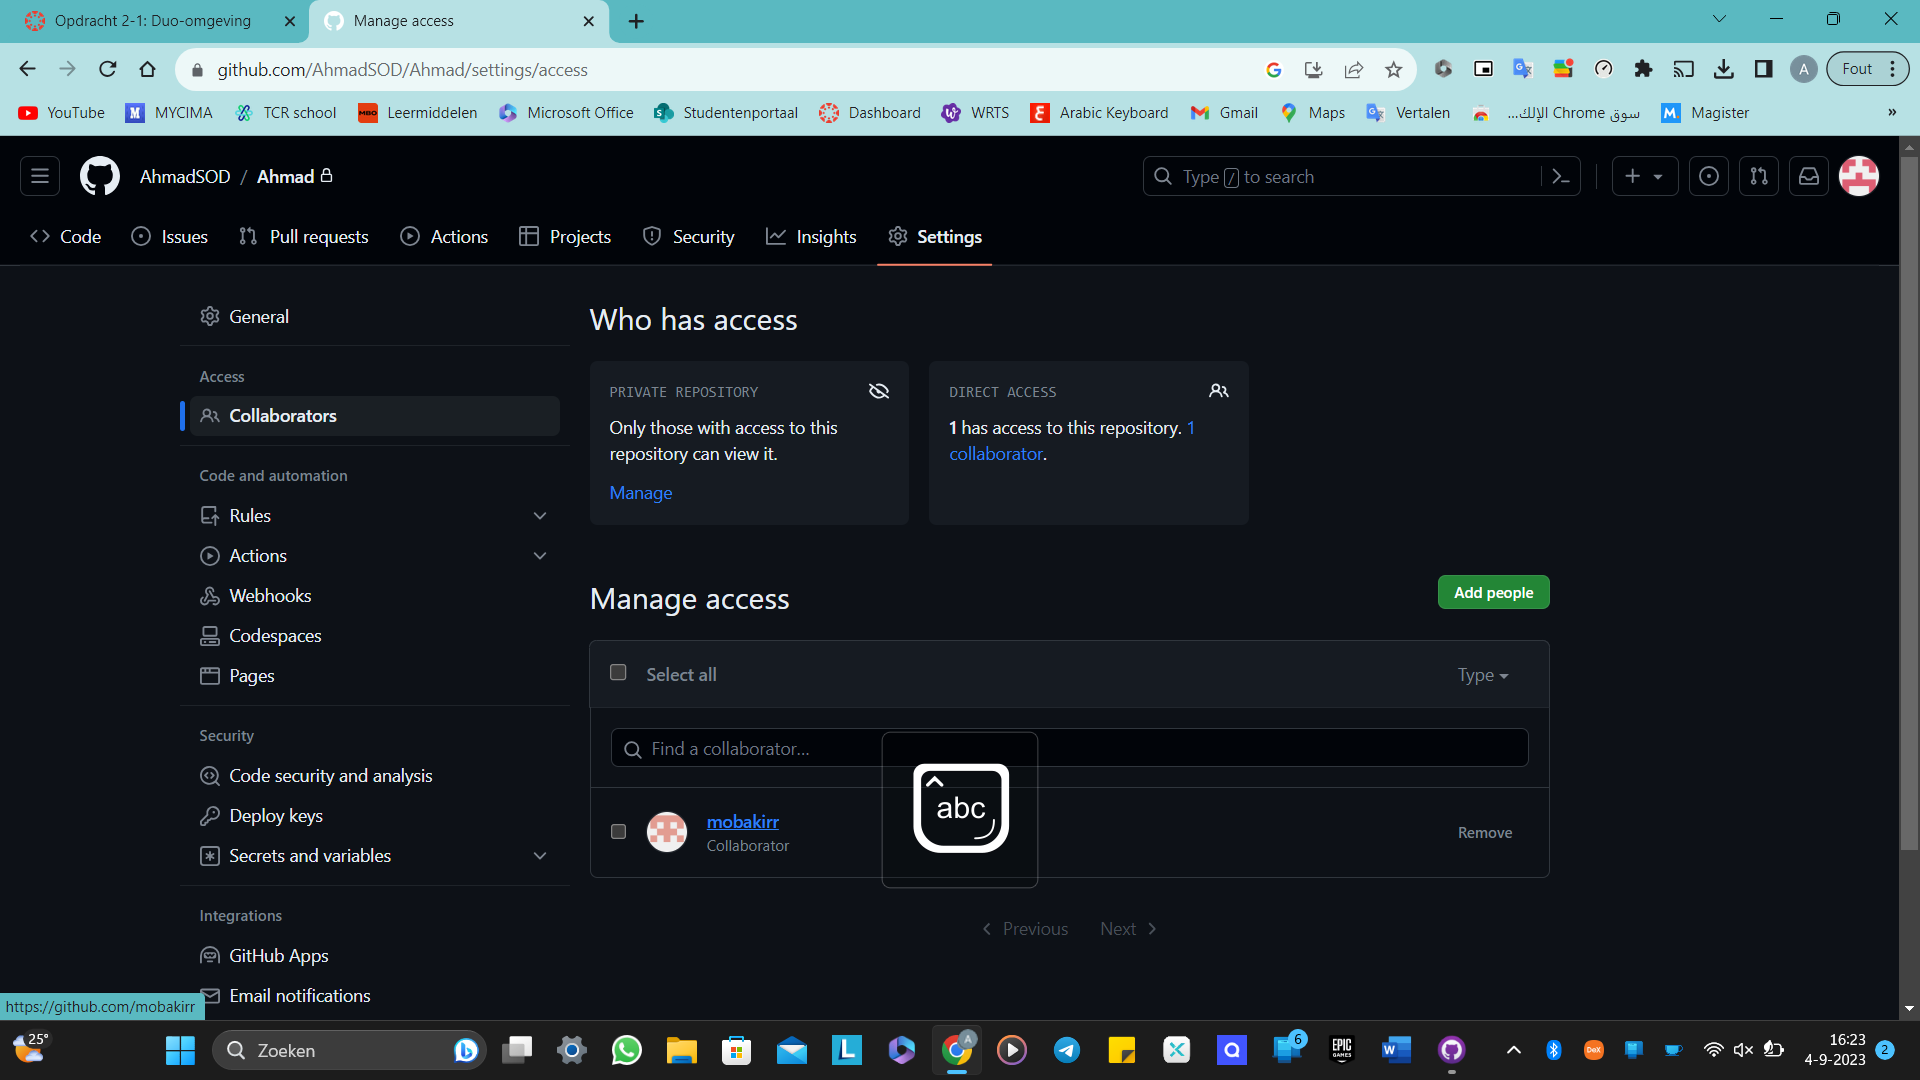 Opdracht 2-1: Duo-omgeving
Manage access
github.com/AhmadSOD/Ahmad/settings/access
A
Fout
YouTube
MYCIMA
TCR school
Leermiddelen
Microsoft Office
Studentenportaal
Dashboard
WRTS
Arabic Keyboard
Gmail
Maps
Vertalen
سوق Chrome الإلك...
Magister
»
AhmadSOD / Ahmad
Type / to search
Code
Issues
Pull requests
Actions
Projects
Security
Insights
Settings
General
Access
Collaborators
Code and automation
Rules
Actions
Webhooks
Codespaces
Pages
Security
Code security and analysis
Deploy keys
Secrets and variables
Integrations
GitHub Apps
Email notifications
Who has access
PRIVATE REPOSITORY
Only those with access to this
repository can view it.
Manage
DIRECT ACCESS
1 has access to this repository. 1
collaborator.
Manage access
Add people
Select all
Type
Find a collaborator...
mobakirr
Collaborator
Remove
abc
Previous
Next
https://github.com/mobakirr
25°
Zoeken
A
6
EPIC
GAMES
16:23
4-9-2023
2